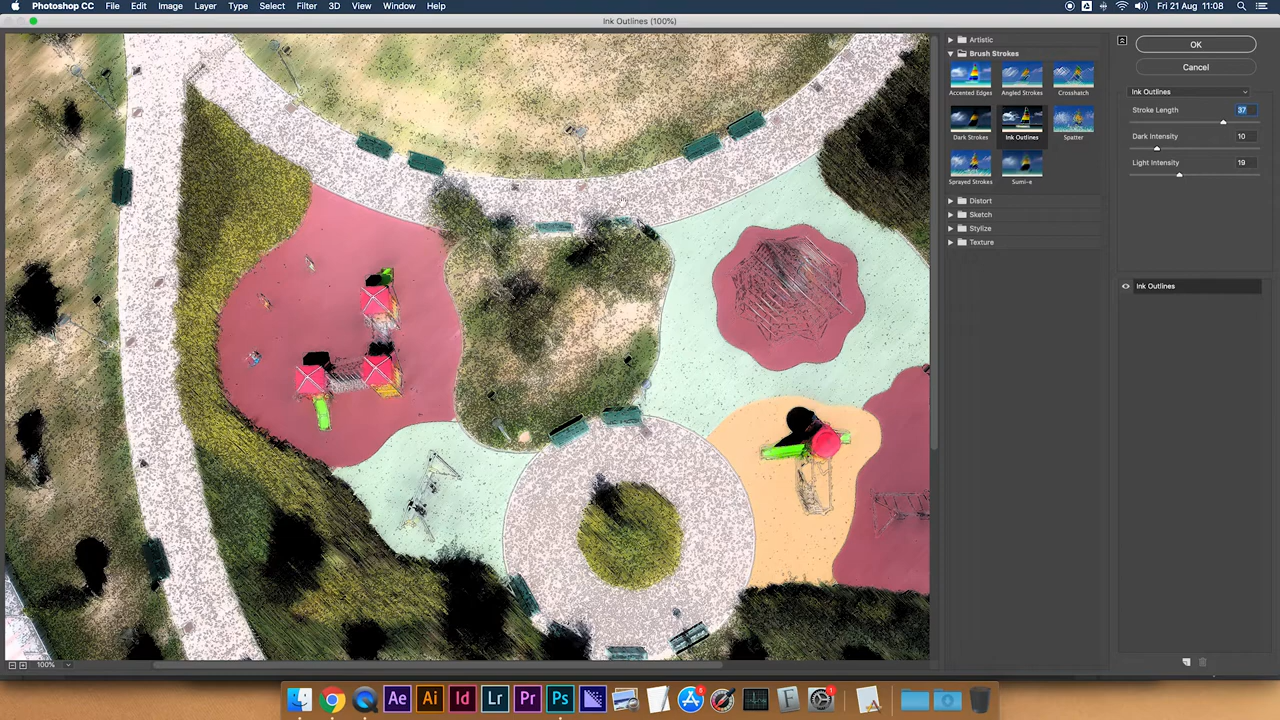 Photoshop CC File Edit Image Layer Type Select Filter 3D View Window Help
A Fri 21 Aug 11:08
Ink Outlines (100%)
Artistic
Brush Strokes
Accented Edges Angled Strokes Crosshatch
Dark Strokes Ink Outlines Spatter
Sprayed Strokes Sumi-e
Distort
Sketch
Stylize
Texture
OK
Cancel
Ink Outlines
Stroke Length 37
Dark Intensity 10
Light Intensity 19
Ink Outlines
100%
Ae Ai Id Lr Pr Ps